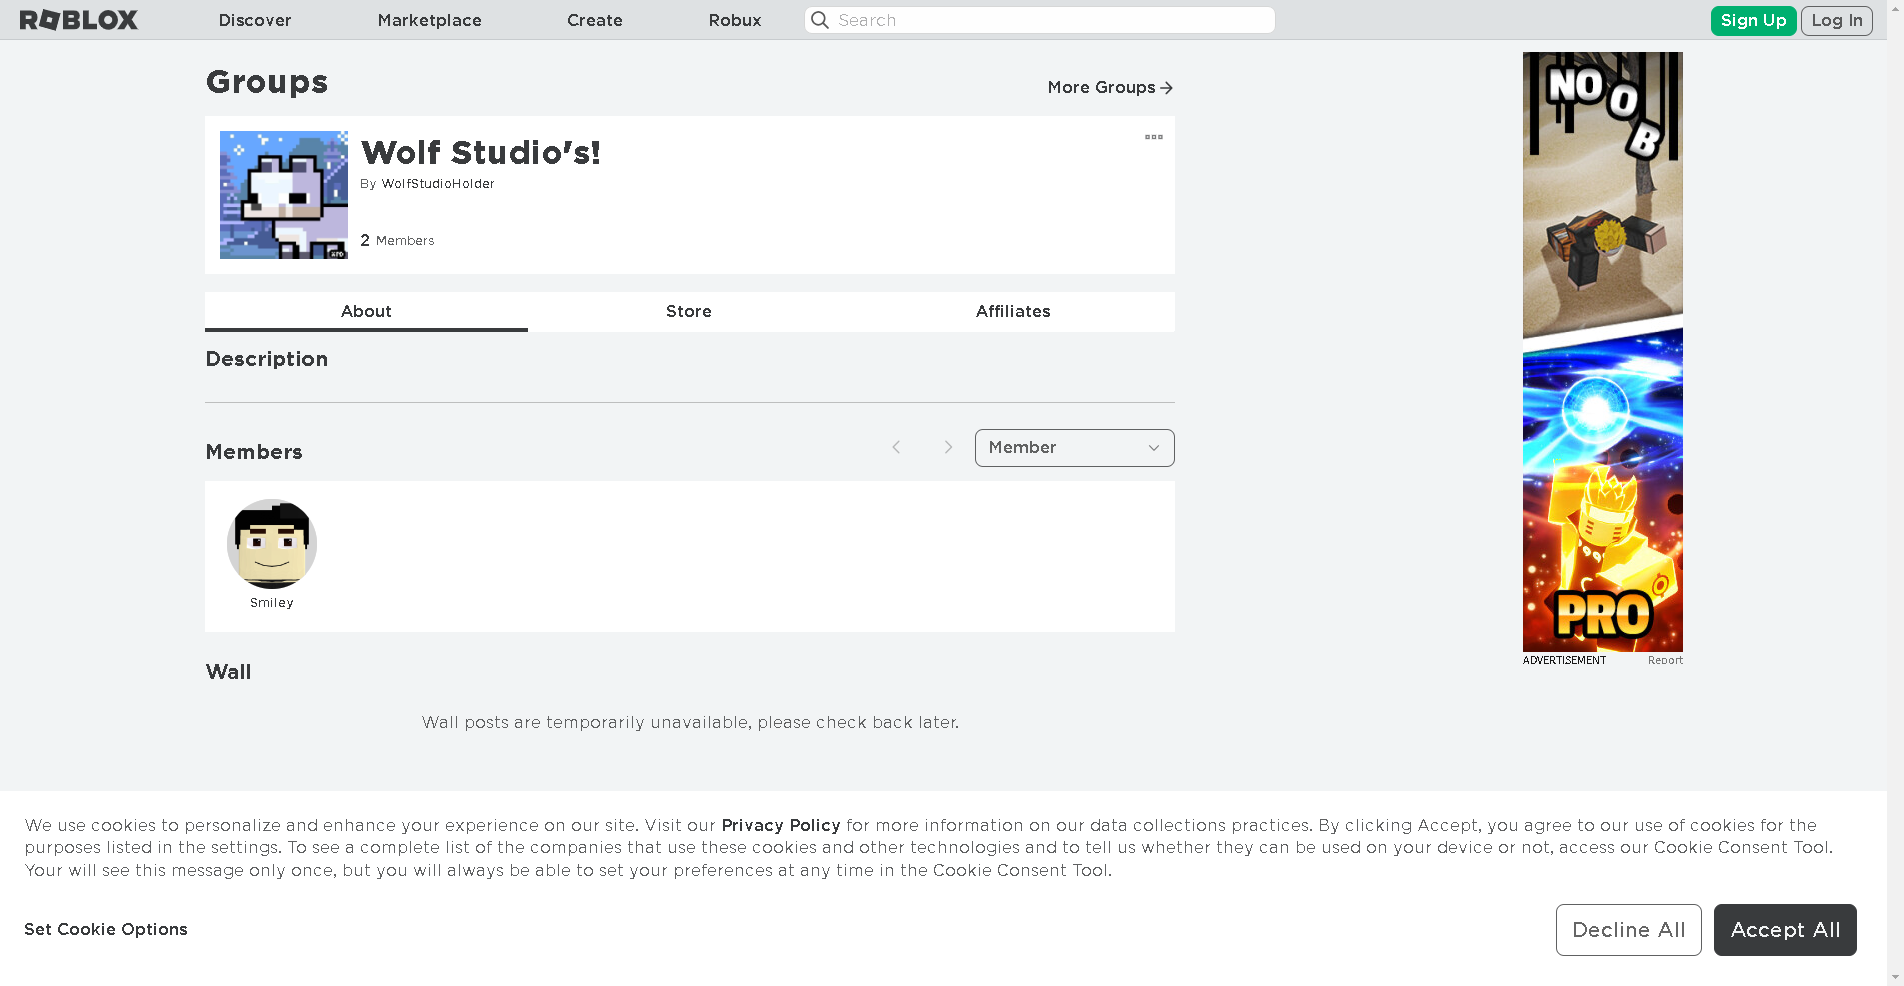 ROBLOX
Discover
Marketplace
Create
Robux
Search
Sign Up
Log In
Groups
More Groups
Wolf Studio's!
By WolfStudioHolder
2 Members
About
Store
Affiliates
Description
Members
Member
Smiley
Wall
Wall posts are temporarily unavailable, please check back later.
NOOB
PRO
ADVERTISEMENT
Report
We use cookies to personalize and enhance your experience on our site. Visit our Privacy Policy for more information on our data collections practices. By clicking Accept, you agree to our use of cookies for the
purposes listed in the settings. To see a complete list of the companies that use these cookies and other technologies and to tell us whether they can be used on your device or not, access our Cookie Consent Tool.
Your will see this message only once, but you will always be able to set your preferences at any time in the Cookie Consent Tool.
Set Cookie Options
Decline All
Accept All